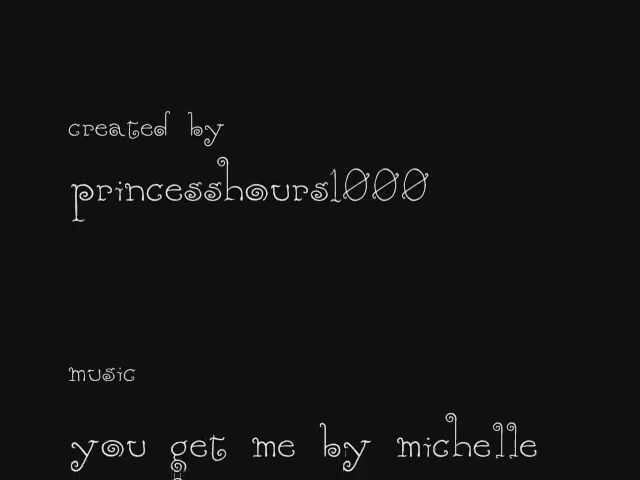 created by
princesshours1000
music
you get me by michelle